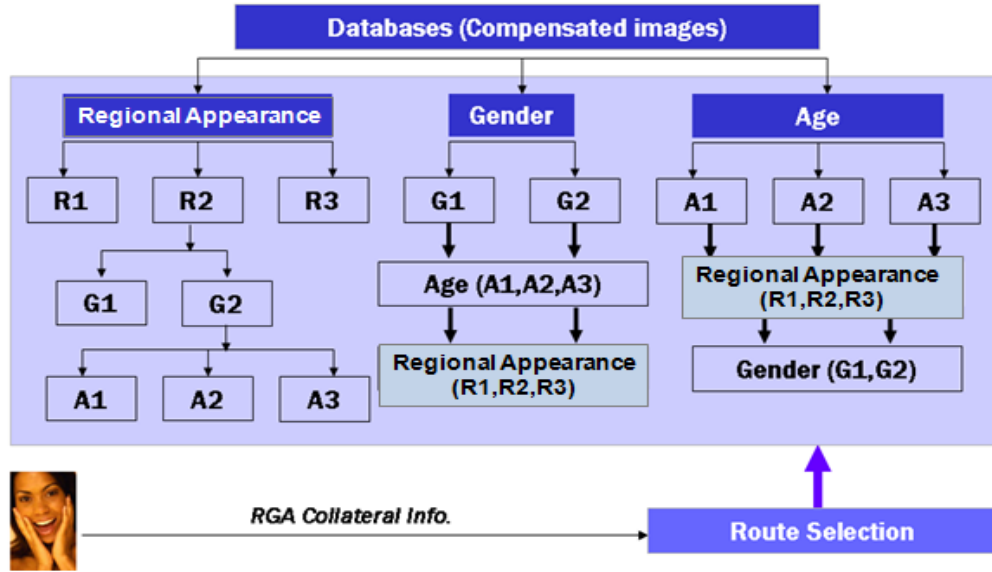 Databases (Compensated images)
Regional Appearance
Gender
Age
R1
R2
R3
G1
G2
A1
A2
A3
G1
G2
Age (A1,A2,A3)
Regional Appearance
(R1,R2,R3)
A1
A2
A3
Regional Appearance
(R1,R2,R3)
Gender (G1,G2)
RGA Collateral Info.
Route Selection